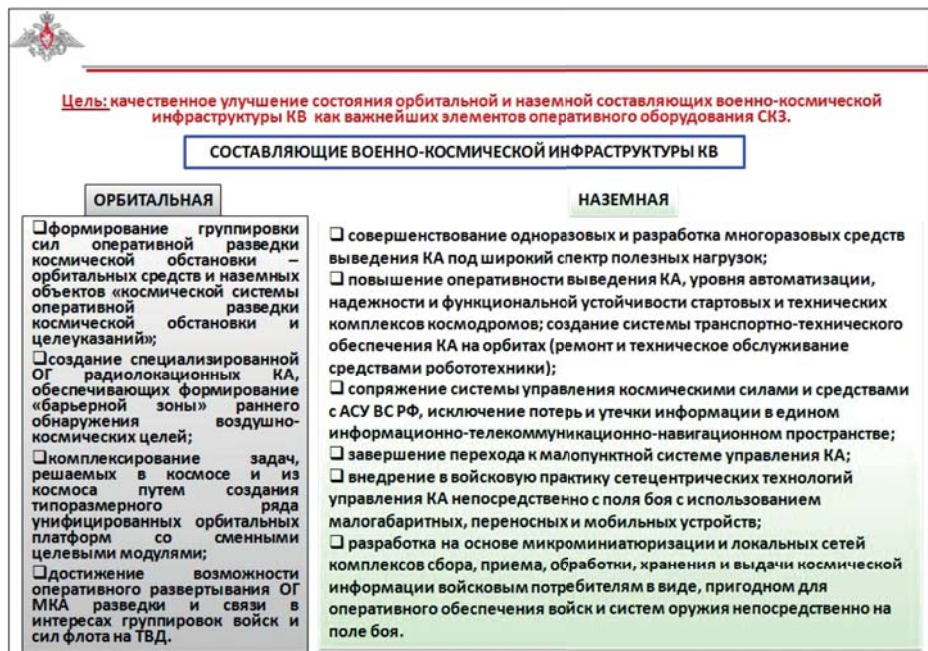 Цель: качественное улучшение состояния орбитальной и наземной составляющих военно-космической
инфраструктуры КВ как важнейших элементов оперативного оборудования СКЗ.
СОСТАВЛЯЮЩИЕ ВОЕННО-КОСМИЧЕСКОЙ ИНФРАСТРУКТУРЫ КВ
ОРБИТАЛЬНАЯ
❑формирование группировки
сил оперативной разведки
космической обстановки –
орбитальных средств и наземных
объектов «космической системы
оперативной разведки
космической обстановки и
целеуказаний»;
❑создание специализированной
ОГ радиолокационных КА,
обеспечивающих формирование
«барьерной зоны» раннего
обнаружения воздушно-
космических целей;
❑комплексирование задач,
решаемых в космосе и из
космоса путем создания
типоразмерного ряда
унифицированных орбитальных
платформ со сменными
целевыми модулями;
❑достижение возможности
оперативного развертывания ОГ
МКА разведки и связи в
интересах группировок войск и
сил флота на ТВД.
НАЗЕМНАЯ
❑ совершенствование одноразовых и разработка многоразовых средств
выведения КА под широкий спектр полезных нагрузок;
❑ повышение оперативности выведения КА, уровня автоматизации,
надежности и функциональной устойчивости стартовых и технических
комплексов космодромов; создание системы транспортно-технического
обеспечения КА на орбитах (ремонт и техническое обслуживание
средствами робототехники);
❑ сопряжение системы управления космическими силами и средствами
с АСУ ВС РФ, исключение потерь и утечки информации в едином
информационно-телекоммуникационно-навигационном пространстве;
❑ завершение перехода к малопунктной системе управления КА;
❑ внедрение в войсковую практику сетецентрических технологий
управления КА непосредственно с поля боя с использованием
малогабаритных, переносных и мобильных устройств;
❑ разработка на основе микроминиатюризации и локальных сетей
комплексов сбора, приема, обработки, хранения и выдачи космической
информации войсковым потребителям в виде, пригодном для
оперативного обеспечения войск и систем оружия непосредственно на
поле боя.